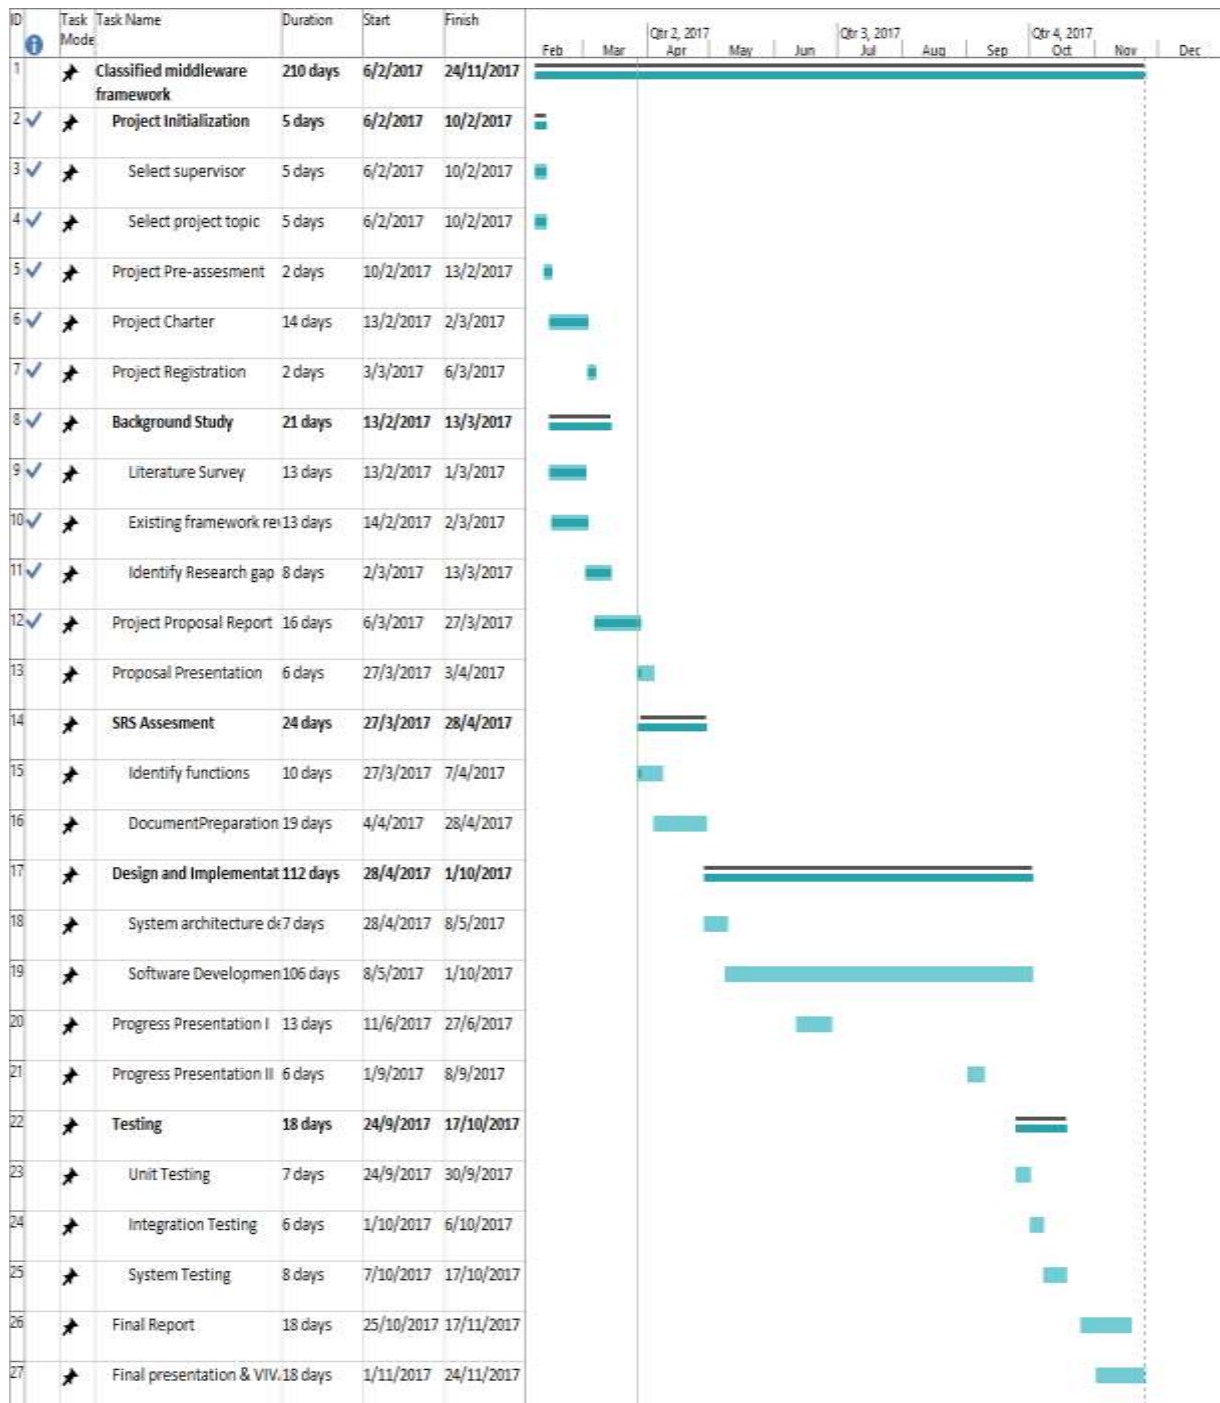 ID Task Mode Task Name Duration Start Finish
Qtr 2, 2017 Qtr 3, 2017 Qtr 4, 2017
Feb Mar Apr May Jun Jul Aug Sep Oct Nov Dec
1 Classified middleware framework 210 days 6/2/2017 24/11/2017
2 Project Initialization 5 days 6/2/2017 10/2/2017
3 Select supervisor 5 days 6/2/2017 10/2/2017
4 Select project topic 5 days 6/2/2017 10/2/2017
5 Project Pre-assesment 2 days 10/2/2017 13/2/2017
6 Project Charter 14 days 13/2/2017 2/3/2017
7 Project Registration 2 days 3/3/2017 6/3/2017
8 Background Study 21 days 13/2/2017 13/3/2017
9 Literature Survey 13 days 13/2/2017 1/3/2017
10 Existing framework rev 13 days 14/2/2017 2/3/2017
11 Identify Research gap 8 days 2/3/2017 13/3/2017
12 Project Proposal Report 16 days 6/3/2017 27/3/2017
13 Proposal Presentation 6 days 27/3/2017 3/4/2017
14 SRS Assesment 24 days 27/3/2017 28/4/2017
15 Identify functions 10 days 27/3/2017 7/4/2017
16 DocumentPreparation 19 days 4/4/2017 28/4/2017
17 Design and Implementat 112 days 28/4/2017 1/10/2017
18 System architecture de 7 days 28/4/2017 8/5/2017
19 Software Developmen 106 days 8/5/2017 1/10/2017
20 Progress Presentation I 13 days 11/6/2017 27/6/2017
21 Progress Presentation II 6 days 1/9/2017 8/9/2017
22 Testing 18 days 24/9/2017 17/10/2017
23 Unit Testing 7 days 24/9/2017 30/9/2017
24 Integration Testing 6 days 1/10/2017 6/10/2017
25 System Testing 8 days 7/10/2017 17/10/2017
26 Final Report 18 days 25/10/2017 17/11/2017
27 Final presentation & VIVA 18 days 1/11/2017 24/11/2017